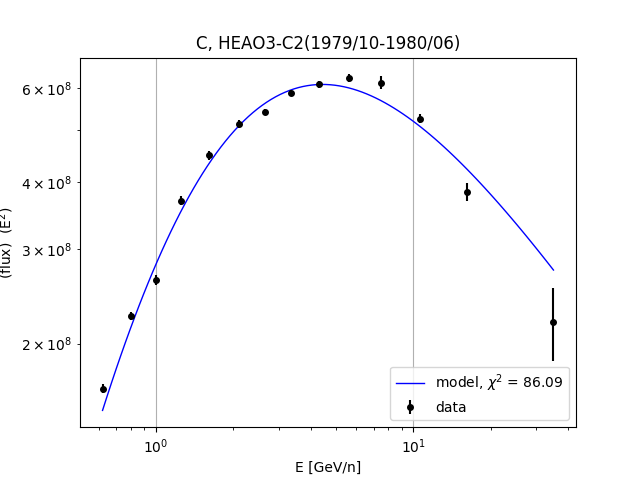 C, HEAO3-C2(1979/10-1980/06)
6 × 10⁸
4 × 10⁸
3 × 10⁸
2 × 10⁸
(flux) (E²)
model, χ² = 86.09
data
10⁰
10¹
E [GeV/n]